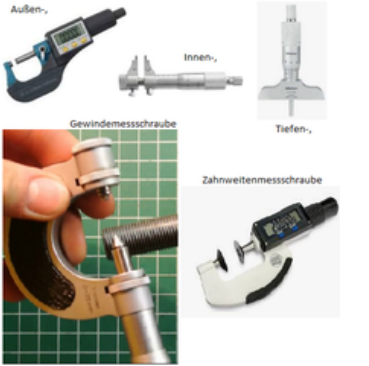 Außen-,
Innen-,
Tiefen-,
Gewindemessschraube
Zahnweitenmessschraube